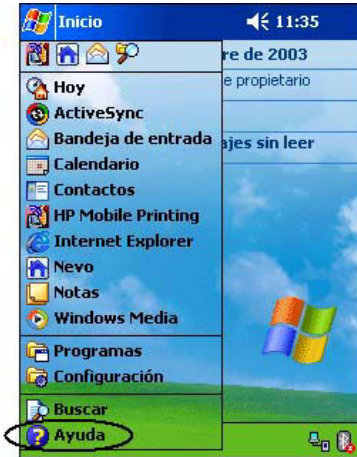 Inicio 11:35
re de 2003
e propietario
Hoy
ActiveSync
Bandeja de entrada
ajes sin leer
Calendario
Contactos
HP Mobile Printing
Internet Explorer
Nevo
Notas
Windows Media
Programas
Configuración
Buscar
Ayuda